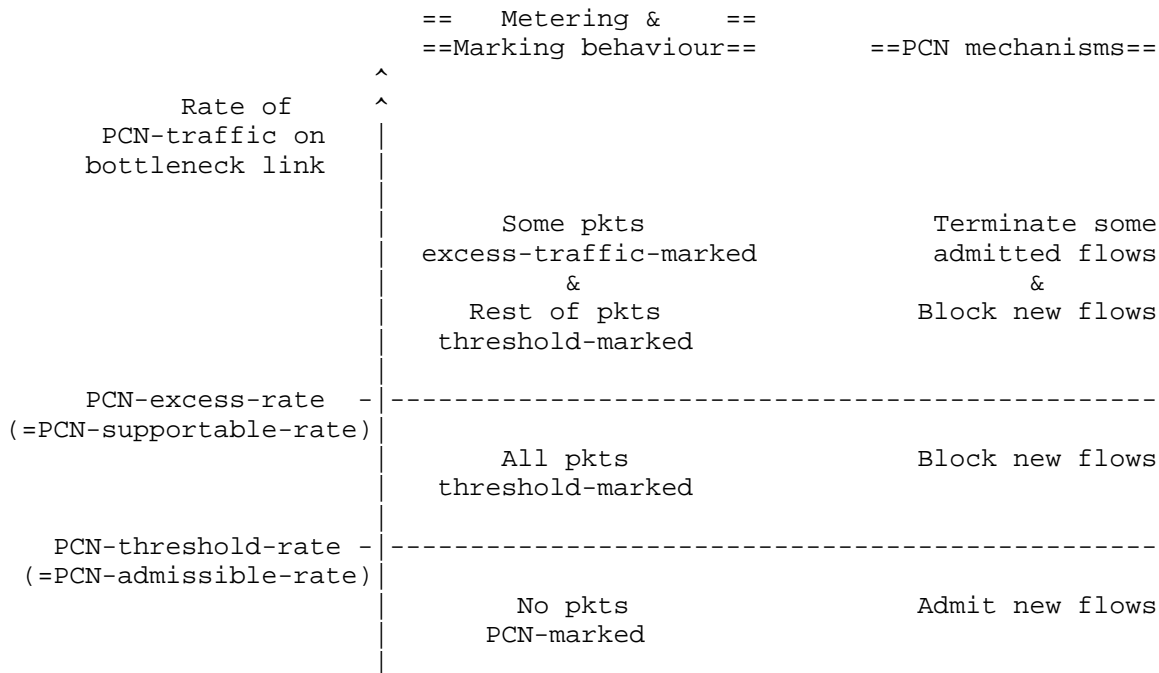 == Metering & ==
==Marking behaviour== ==PCN mechanisms==
^
Rate of ^
PCN-traffic on |
bottleneck link |
|
| Some pkts Terminate some
| excess-traffic-marked admitted flows
| & &
| Rest of pkts Block new flows
| threshold-marked
|
PCN-excess-rate -|------------------------------------------------
(=PCN-supportable-rate)|
| All pkts Block new flows
| threshold-marked
|
PCN-threshold-rate -|------------------------------------------------
(=PCN-admissible-rate)|
| No pkts Admit new flows
| PCN-marked
|